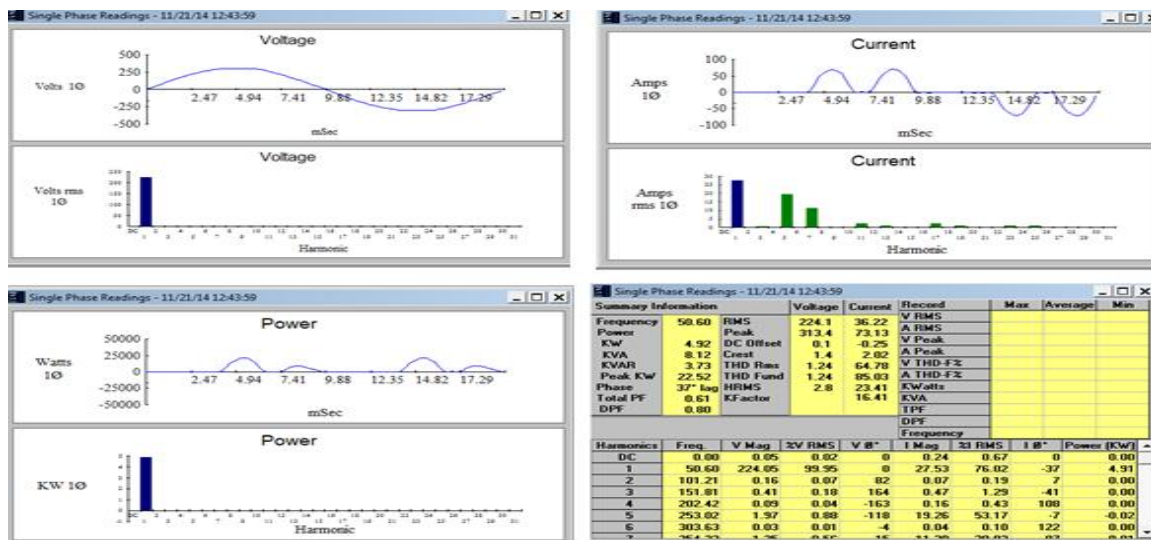 Single Phase Readings - 11/21/14 12:43:59
Voltage
500
250
Volts 1Ø
0
2.47 4.94 7.41 9.88 12.35 14.82 17.29
-250
-500
mSec
Voltage
Volts rms
1Ø
Harmonic
Single Phase Readings - 11/21/14 12:43:59
Current
100
50
Amps
1Ø
0
2.47 4.94 7.41 9.88 12.35 14.82 17.29
-50
-100
mSec
Current
Amps
rms 1Ø
Harmonic
Single Phase Readings - 11/21/14 12:43:59
Power
50000
25000
Watts
1Ø
0
2.47 4.94 7.41 9.88 12.35 14.82 17.29
-25000
-50000
mSec
Power
KW 1Ø
Harmonic
Single Phase Readings - 11/21/14 12:43:59
Summary Information Voltage Current Record Max Average Min
Frequency 50.60 RMS 224.1 36.22 V RMS
Power Peak 313.4 73.13 A RMS
KW 4.92 DC Offset 0.1 -0.25 V Peak
KVA 8.12 Crest 1.4 2.02 A Peak
KVAR 3.73 THD Rms 1.24 64.78 V THD-F%
Peak KW 22.52 THD Fund 1.24 85.03 A THD-F%
Phase 37° lag HRMS 2.8 23.41 KWatts
Total PF 0.61 KFactor 16.41 KVA
DPF 0.80 TPF
DPF
Frequency
Harmonics Freq. V Mag %V RMS V Ø° I Mag %I RMS I Ø° Power (KW)
DC 0.00 0.05 0.02 0 0.24 0.67 0 0.00
1 50.60 224.05 99.95 0 27.53 76.02 -37 4.91
2 101.21 0.16 0.07 82 0.07 0.19 7 0.00
3 151.81 0.41 0.18 164 0.47 1.29 -41 0.00
4 202.42 0.09 0.04 -163 0.16 0.43 108 0.00
5 253.02 1.97 0.88 -118 19.26 53.17 -7 -0.02
6 303.63 0.03 0.01 -4 0.04 0.10 122 0.00